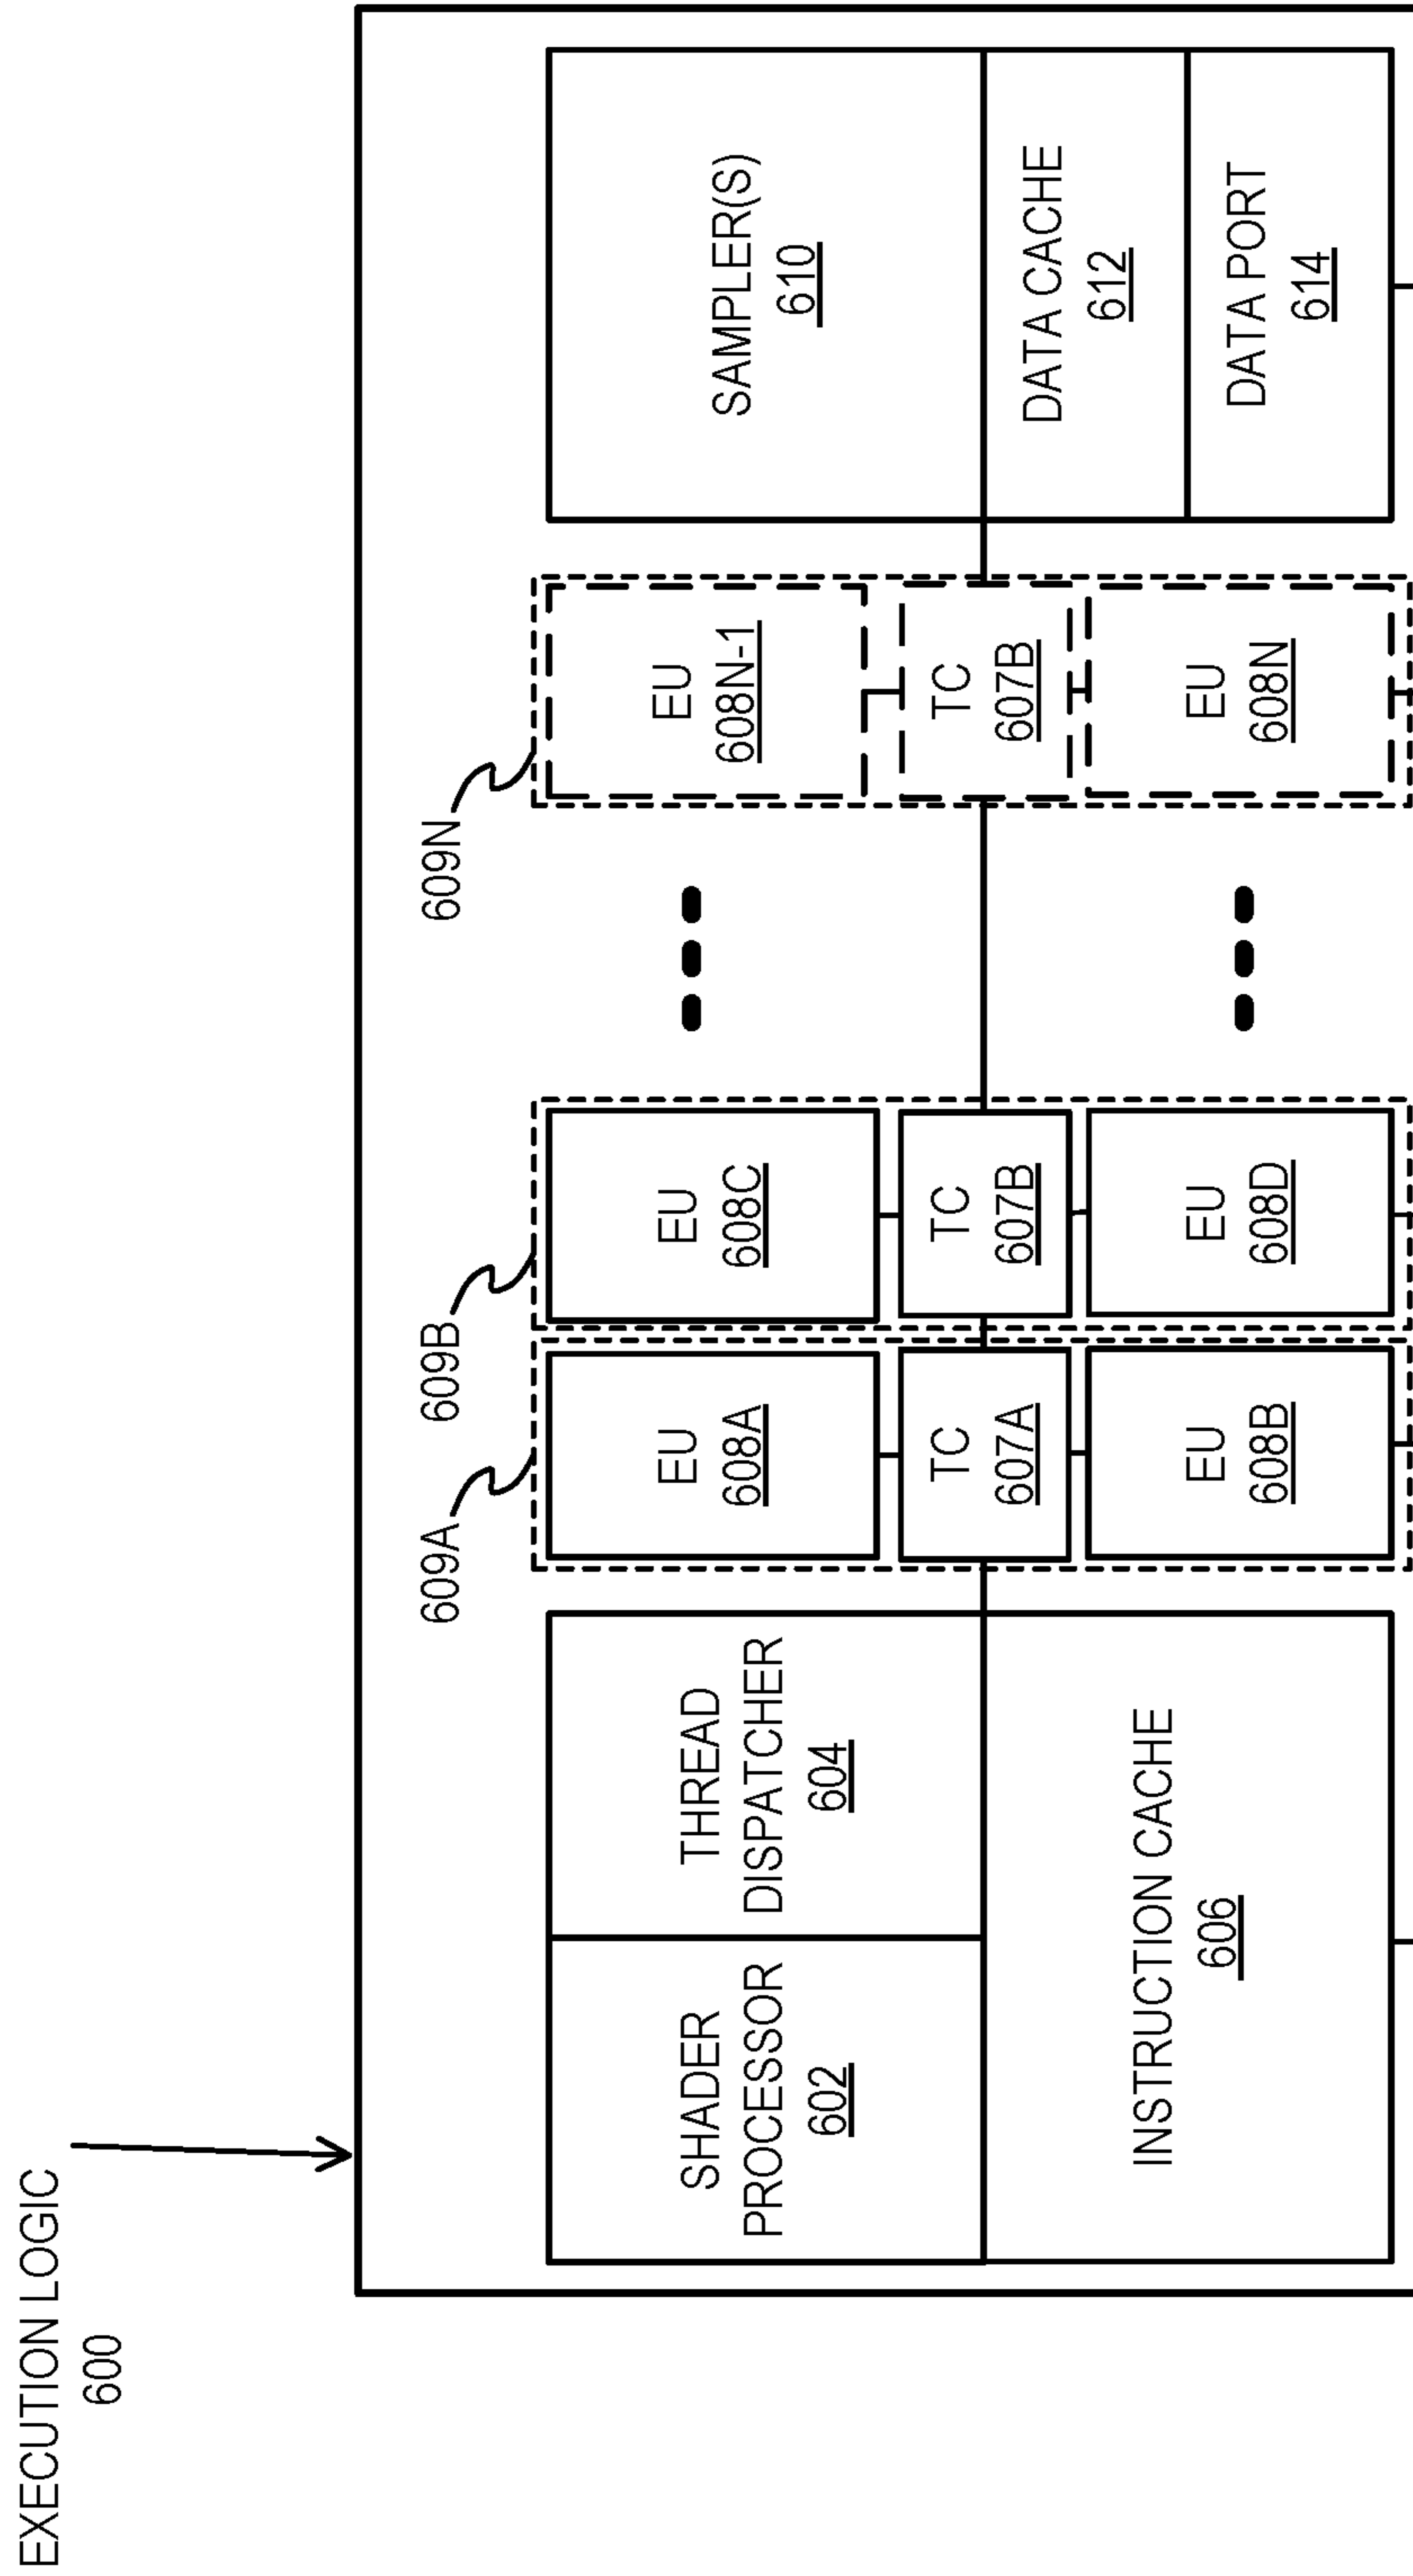 EXECUTION LOGIC
600
609A
609B
609N
SHADER
PROCESSOR
602
THREAD
DISPATCHER
604
INSTRUCTION CACHE
606
EU
608A
TC
607A
EU
608B
EU
608C
TC
607B
EU
608D
EU
608N-1
TC
607B
EU
608N
SAMPLER(S)
610
DATA CACHE
612
DATA PORT
614